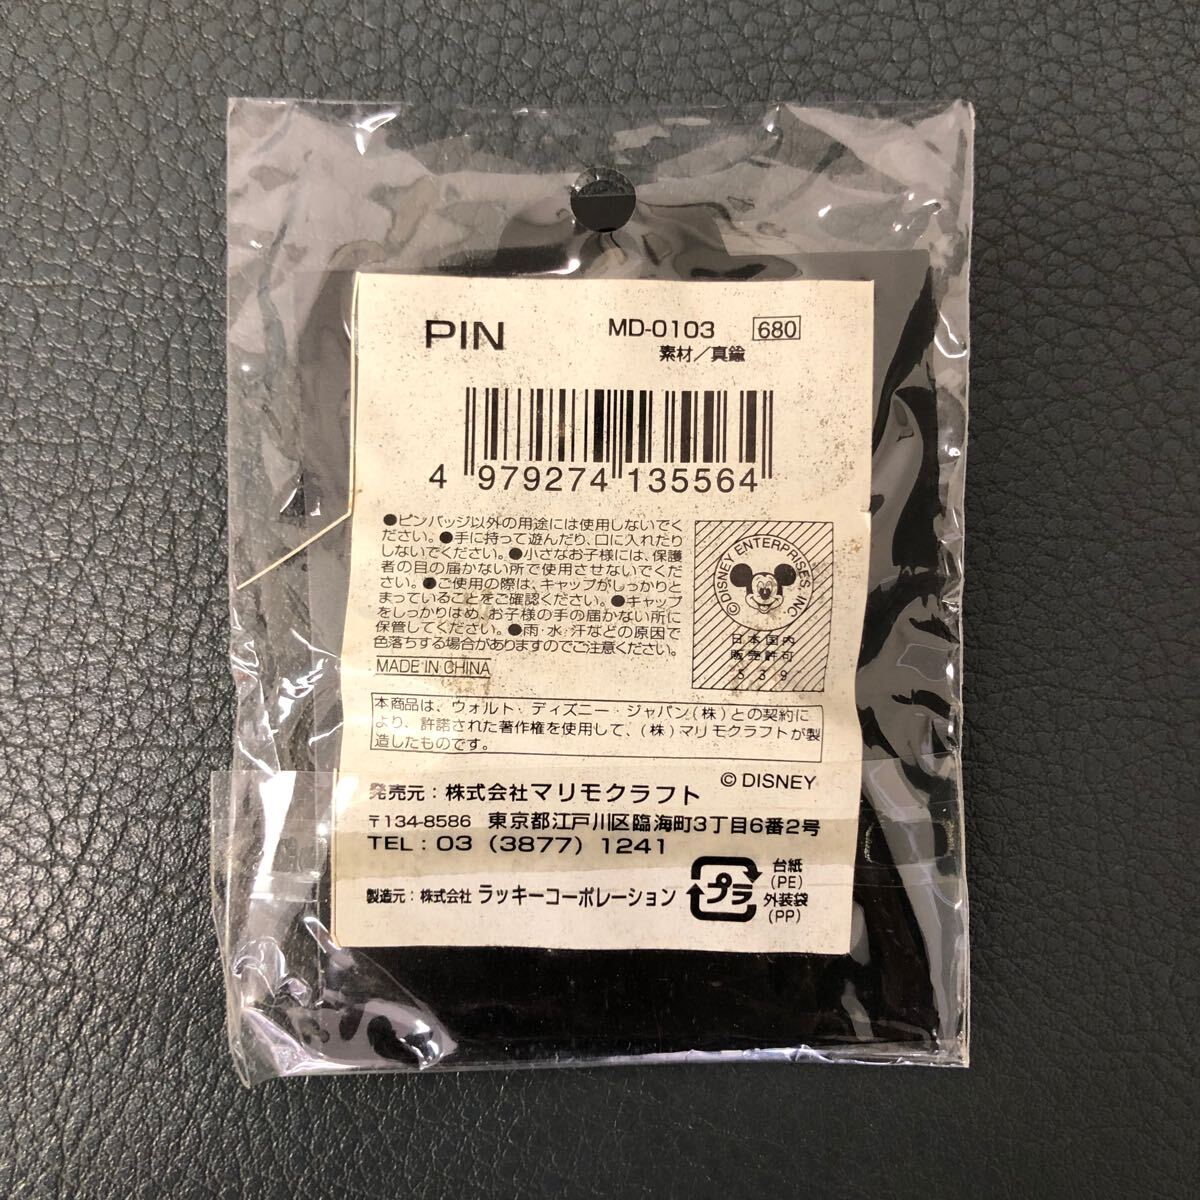 PIN
MD-0103 680
素材／真鍮
4 979274 135564
●ピンバッジ以外の用途には使用しないでく
ださい。●手に持って遊んだり、口に入れたり
しないでください。●小さなお子様には、保護
者の目の届かない所で使用させないでくださ
い。●ご使用の際は、キャップがしっかりと
まっていることをご確認ください。●キャップ
をしっかりはめ、お子様の手の届かない所に
保管してください。●雨・水・汗などの原因で
色落ちする場合がありますのでご注意ください。
MADE IN CHINA
© DISNEY ENTERPRISES, INC.
日本国内
販売許可
539
本商品は、ウォルト・ディズニー・ジャパン(株)との契約に
より、許諾された著作権を使用して、(株)マリモクラフトが製
造したものです。
© DISNEY
発売元：株式会社マリモクラフト
〒134-8586 東京都江戸川区臨海町3丁目6番2号
TEL：03 (3877) 1241
製造元：株式会社 ラッキーコーポレーション
プラ
台紙
(PE)
外装袋
(PP)